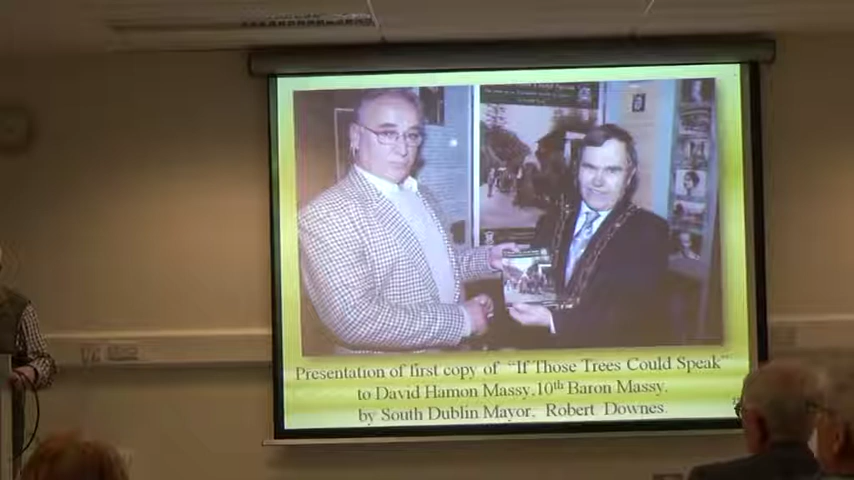 Presentation of first copy of "If Those Trees Could Speak"
to David Hamon Massy, 10th Baron Massy.
by South Dublin Mayor, Robert Downes.